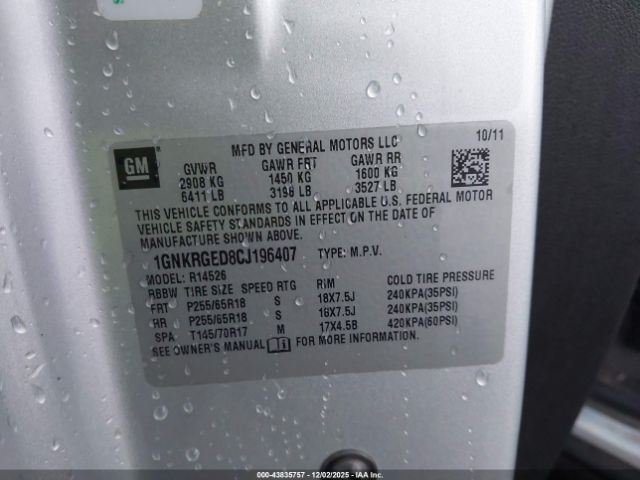 10/11
MFD BY GENERAL MOTORS LLC
GM
GVWR GAWR FRT GAWR RR
2908 KG 1450 KG 1600 KG
6411 LB 3196 LB 3527 LB
THIS VEHICLE CONFORMS TO ALL APPLICABLE U.S. FEDERAL MOTOR
VEHICLE SAFETY STANDARDS IN EFFECT ON THE DATE OF
MANUFACTURE SHOWN ABOVE.
1GNKRGED8CJ196407 TYPE: M.P.V.
MODEL: R14526
RBBW TIRE SIZE SPEED RTG RIM COLD TIRE PRESSURE
FRT P255/65R18 S 18X7.5J 240KPA(35PSI)
RR P255/65R18 S 18X7.5J 240KPA(35PSI)
SPA T145/70R17 M 17X4.5B 420KPA(60PSI)
SEE OWNER'S MANUAL FOR MORE INFORMATION.
000-43835757 - 12/02/2025 - Copyright © IAA, LLC